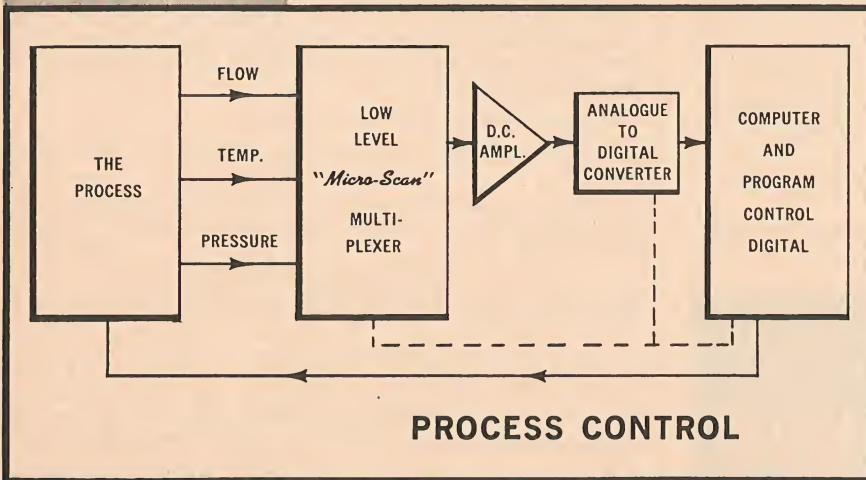 THE
PROCESS
FLOW
TEMP.
PRESSURE
LOW
LEVEL
"Micro-Scan"
MULTI-
PLEXER
D.C.
AMPL.
ANALOGUE
TO
DIGITAL
CONVERTER
COMPUTER
AND
PROGRAM
CONTROL
DIGITAL
PROCESS CONTROL